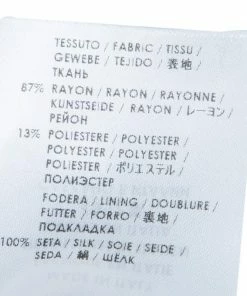 TESSUTO / FABRIC / TISSU /
GEWEBE / TEJIDO / 表地 /
ТКАНЬ
87% RAYON / RAYON / RAYONNE /
KUNSTSEIDE / RAYON / レーヨン /
РЕЙОН
13% POLIESTERE / POLYESTER /
POLYESTER / POLYESTER /
POLIESTER / ポリエステル /
ПОЛИЭСТЕР
FODERA / LINING / DOUBLURE /
FUTTER / FORRO / 裏地 /
ПОДКЛАДКА
100% SETA / SILK / SOIE / SEIDE /
SEDA / 絹 / ШЕЛК